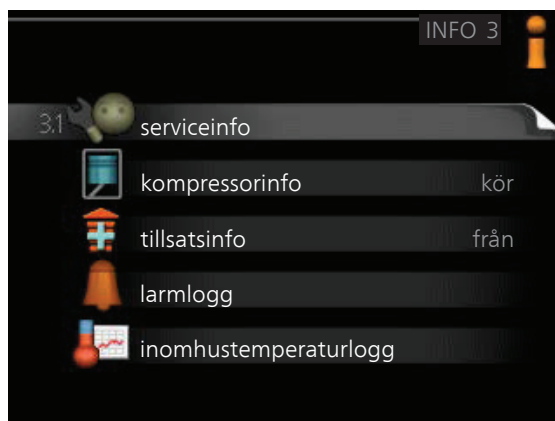 INFO 3
3.1 serviceinfo
kompressorinfo kör
tillsatsinfo från
larmlogg
inomhustemperaturlogg